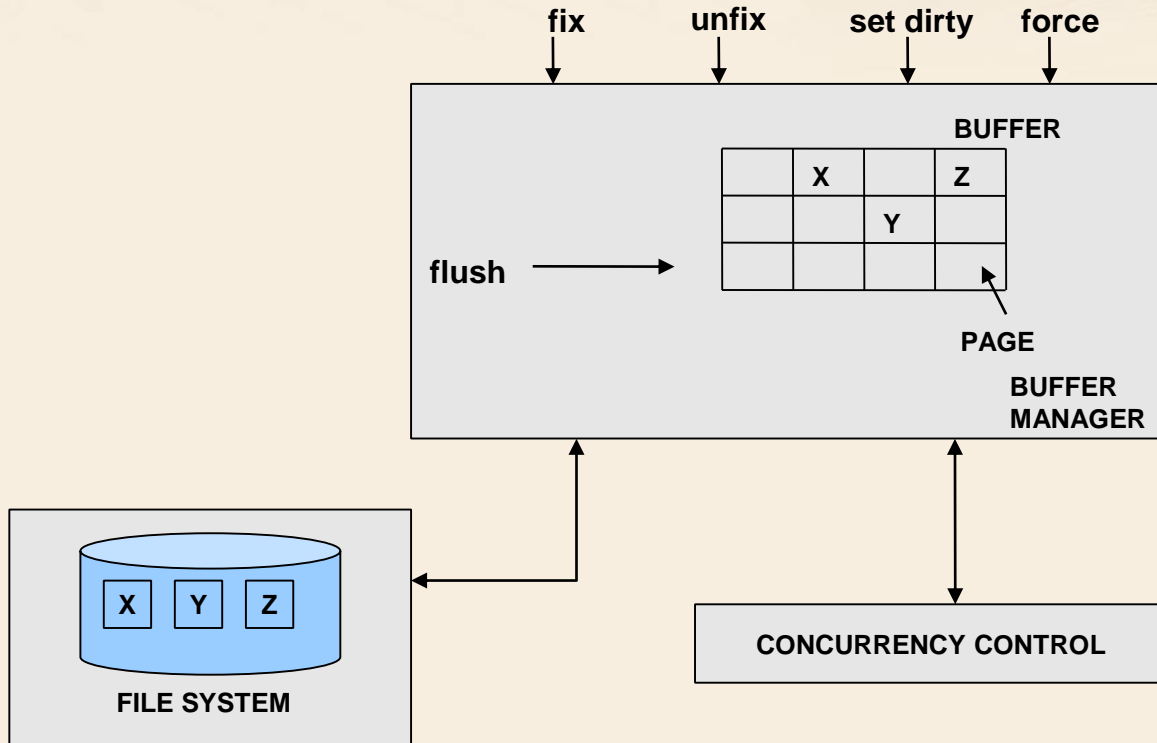 fix unfix set dirty force
BUFFER
X Z
Y
flush
PAGE
BUFFER
MANAGER
X Y Z
CONCURRENCY CONTROL
FILE SYSTEM